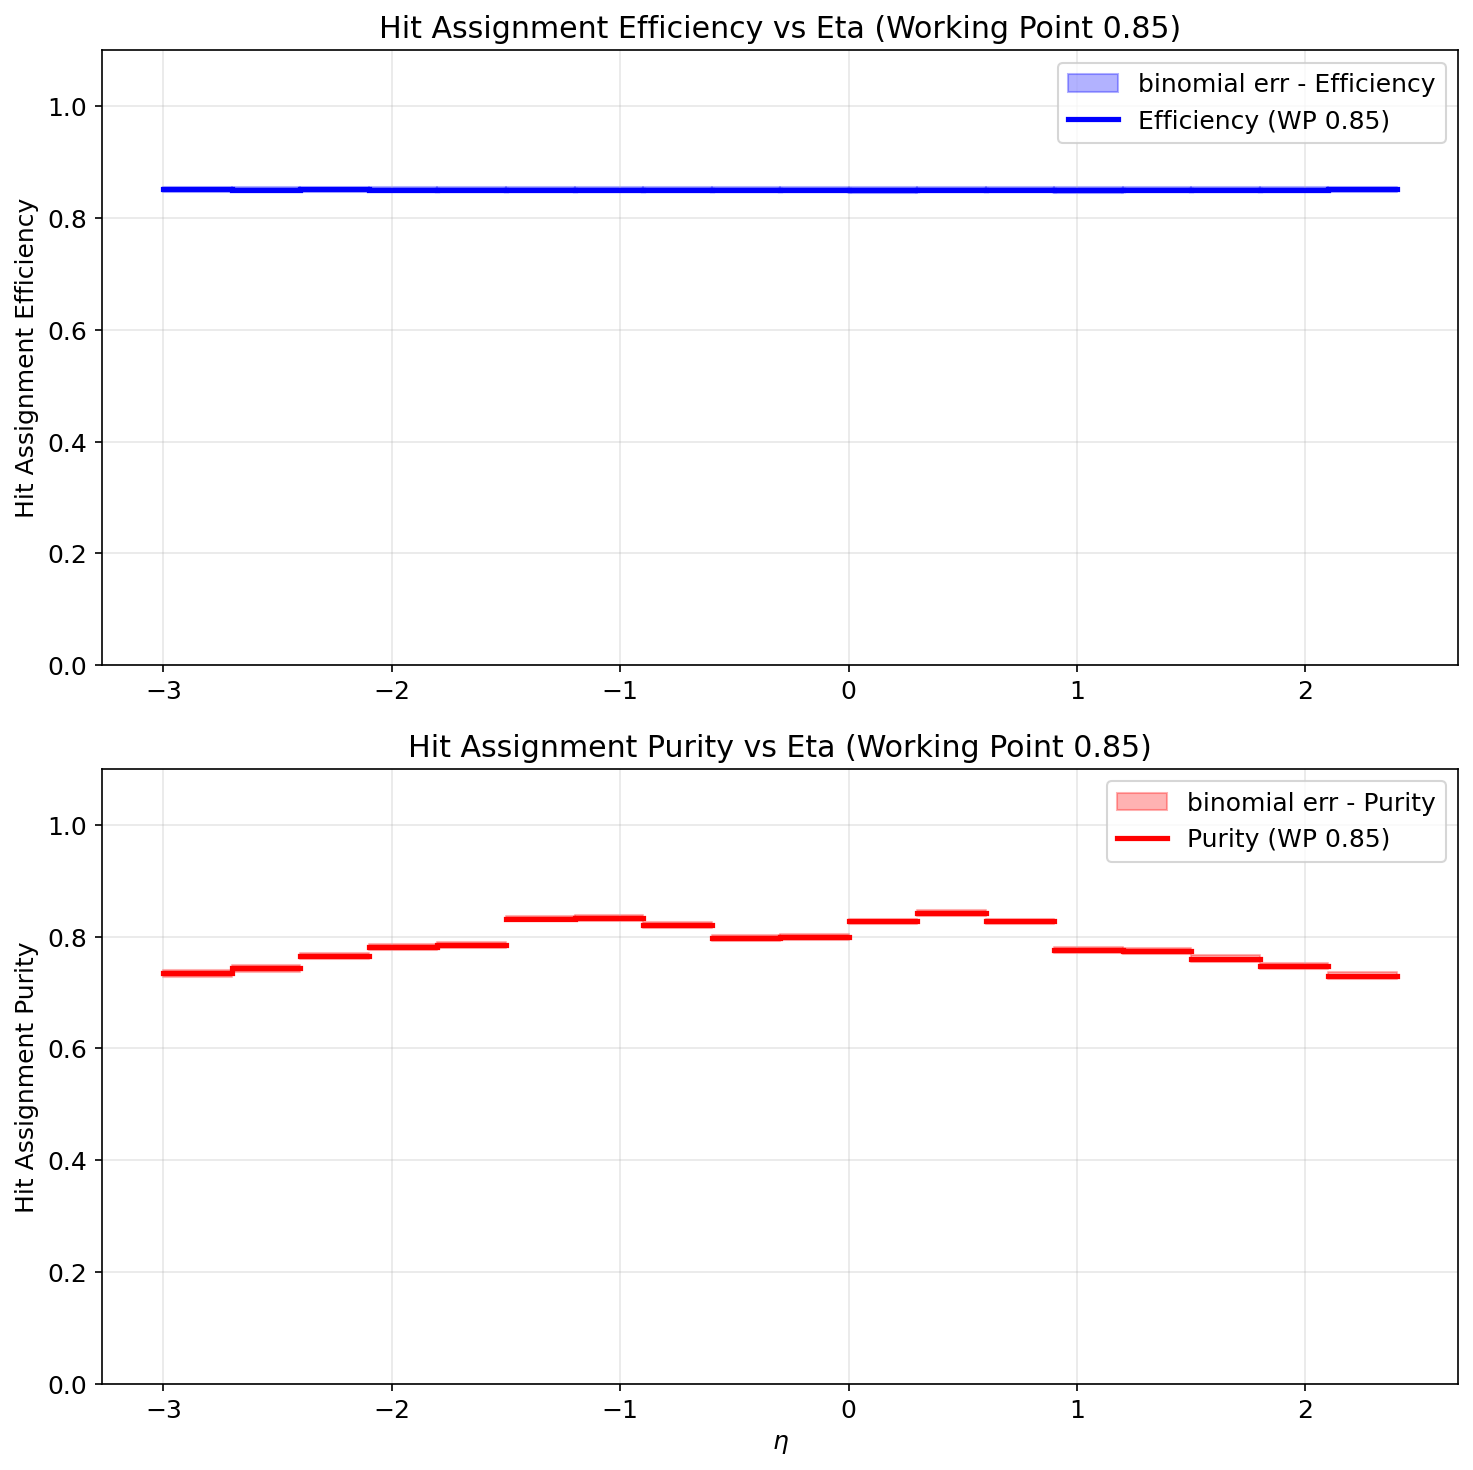 Hit Assignment Efficiency vs Eta (Working Point 0.85)
binomial err - Efficiency
Efficiency (WP 0.85)
Hit Assignment Efficiency
1.0
0.8
0.6
0.4
0.2
0.0
−3
−2
−1
0
1
2
Hit Assignment Purity vs Eta (Working Point 0.85)
binomial err - Purity
Purity (WP 0.85)
Hit Assignment Purity
1.0
0.8
0.6
0.4
0.2
0.0
−3
−2
−1
0
1
2
η